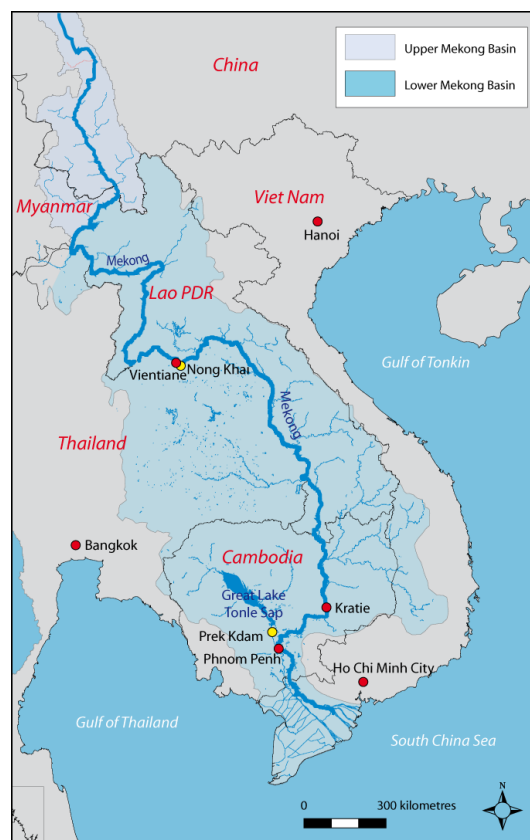 Upper Mekong Basin
Lower Mekong Basin
China
Myanmar
Viet Nam
Hanoi
Mekong
Lao PDR
Gulf of Tonkin
Vientiane
Nong Khai
Mekong
Thailand
Bangkok
Cambodia
Great Lake
Tonle Sap
Kratie
Prek Kdam
Phnom Penh
Ho Chi Minh City
Gulf of Thailand
South China Sea
0 300 kilometres
N